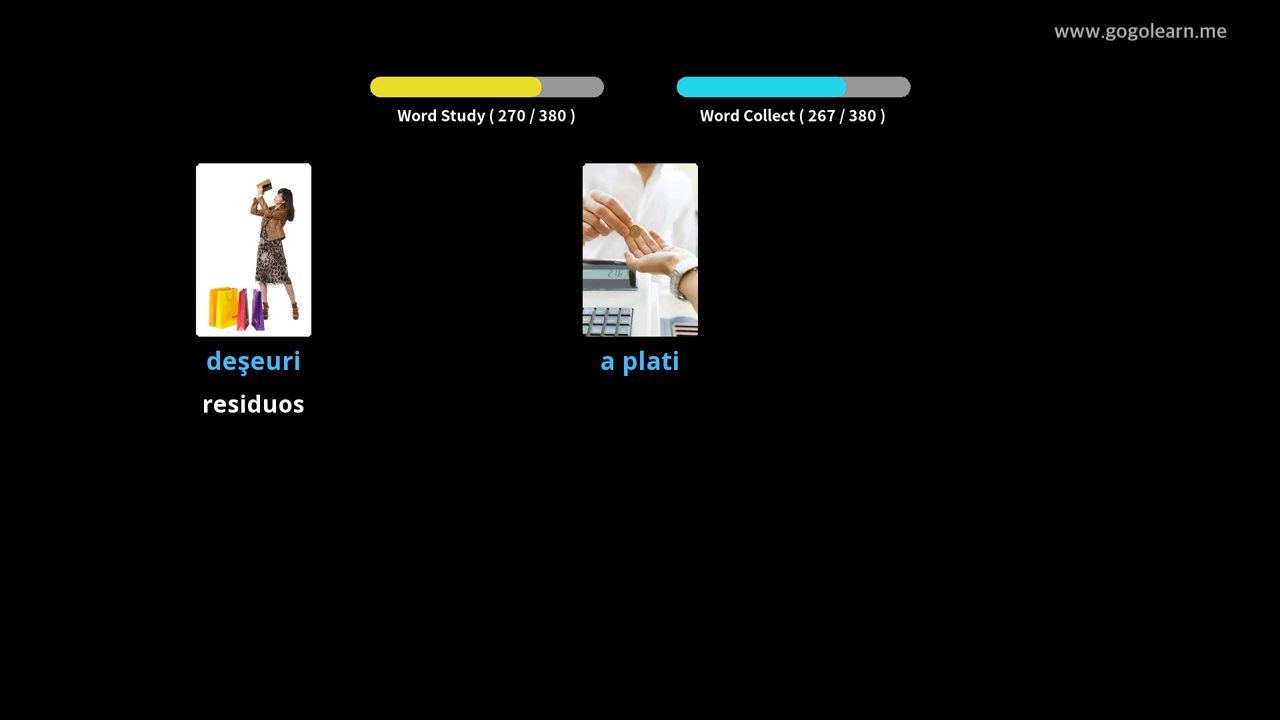 www.gogolearn.me
Word Study ( 270 / 380 )
Word Collect ( 267 / 380 )
deşeuri
a plati
residuos